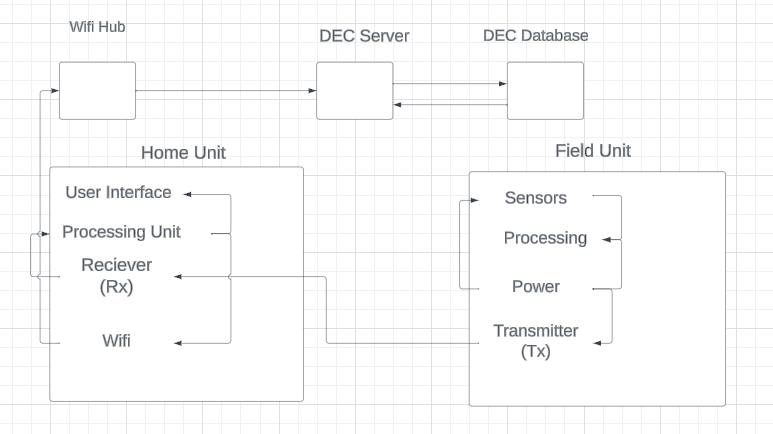 Wifi Hub
DEC Server
DEC Database
Home Unit
User Interface
Processing Unit
Reciever
(Rx)
Wifi
Field Unit
Sensors
Processing
Power
Transmitter
(Tx)